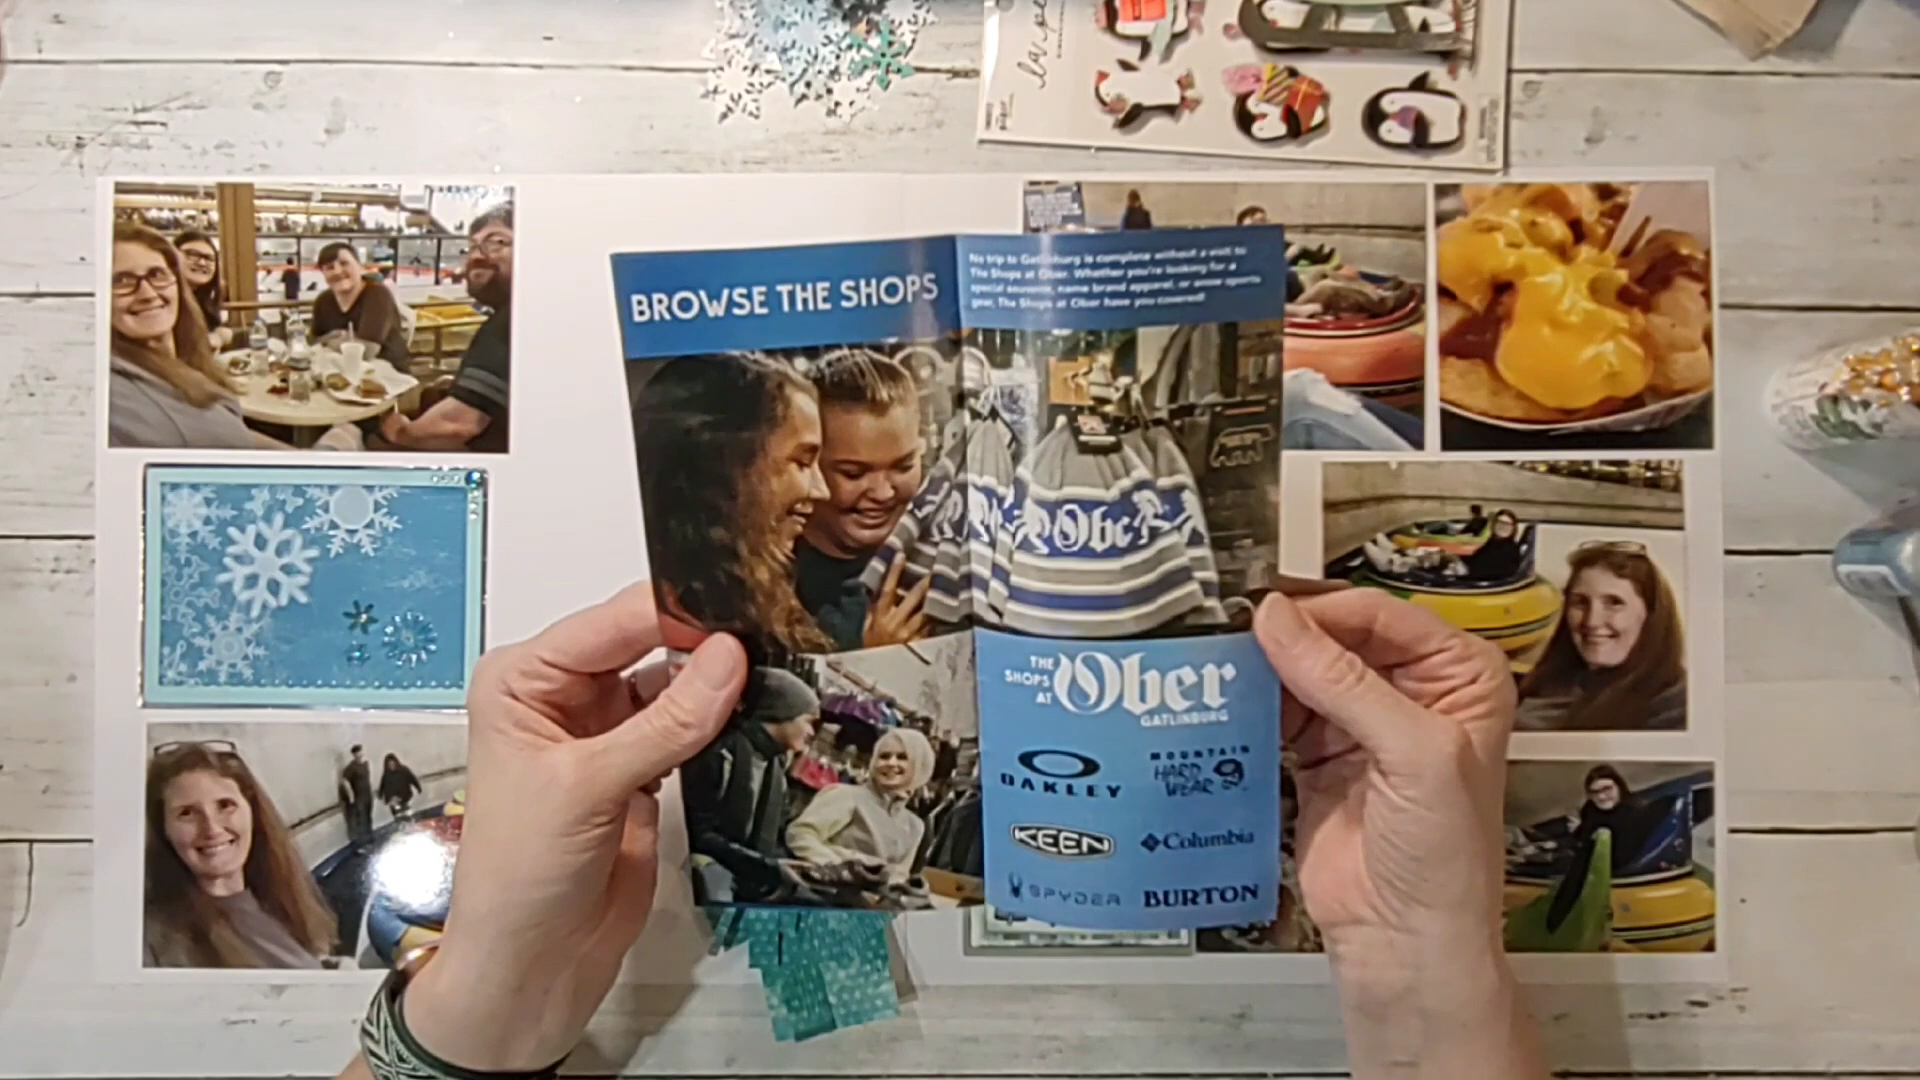 BROWSE THE SHOPS
No trip to Gatlinburg is complete without a visit to
The Shops at Ober. Whether you're looking for a
special souvenir, name brand apparel, or snow sports
gear, The Shops at Ober have you covered!
Ober
THE
SHOPS
AT
Ober
GATLINBURG
OAKLEY
MOUNTAIN
HARD
WEAR
KEEN
Columbia
SPYDER
BURTON